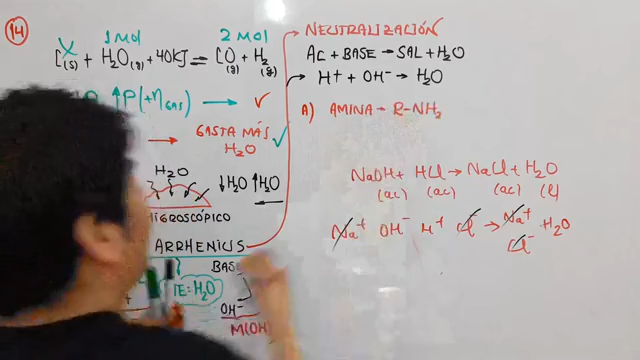 14
1 mol 2 mol
C(s) + H2O(g) + 40KJ ⇌ CO(g) + H2(g)
↑P(+n GAS) → ✓
→ GASTA MÁS H2O ✓
H2O ↓H2O ↑H2O ←
HIGROSCÓPICO
ARRHENIUS
BASE
TE: H2O
OH-
M(OH)
NEUTRALIZACIÓN
AC + BASE → SAL + H2O
H+ + OH- → H2O
A) AMINA → R-NH2
NaOH + HCl → NaCl + H2O
(ac) (ac) (ac) (l)
Na+ OH- H+ Cl- → Na+ Cl- + H2O